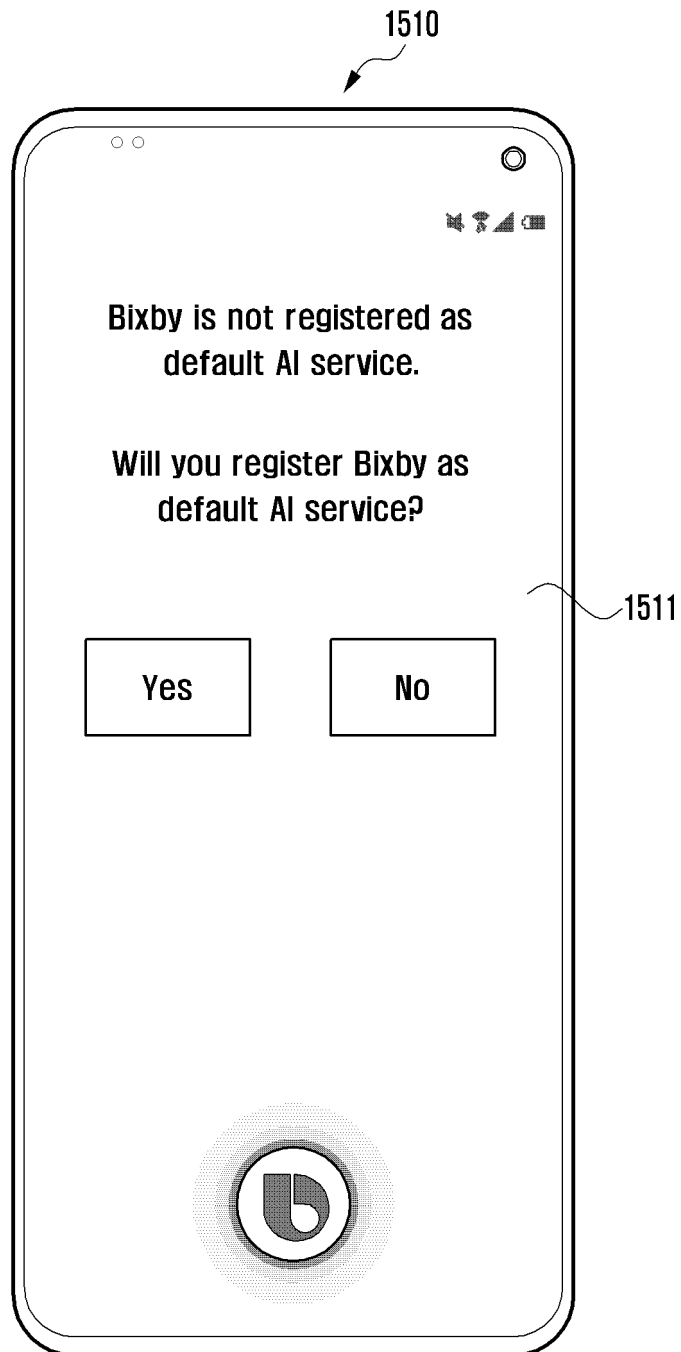 1510
Bixby is not registered as
default AI service.
Will you register Bixby as
default AI service?
1511
Yes No